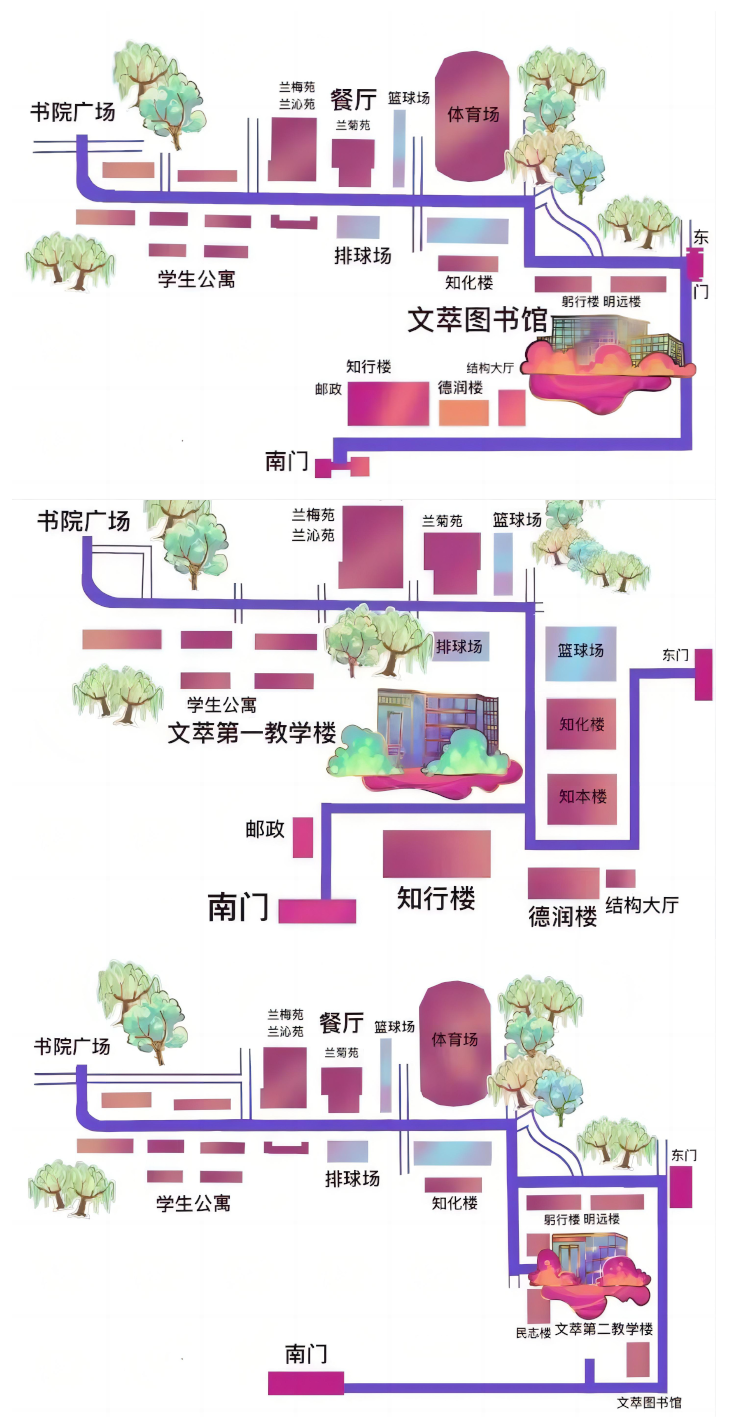 兰梅苑
餐厅
篮球场
书院广场
兰沁苑
体育场
兰菊苑
东
门
排球场
学生公寓
知化楼
躬行楼 明远楼
文萃图书馆
知行楼
结构大厅
邮政
德润楼
南门
书院广场
兰梅苑
兰菊苑
篮球场
兰沁苑
排球场
篮球场
东门
学生公寓
知化楼
文萃第一教学楼
知本楼
邮政
知行楼
南门
德润楼
结构大厅
兰梅苑
餐厅
篮球场
兰沁苑
体育场
书院广场
兰菊苑
东门
排球场
学生公寓
知化楼
躬行楼 明远楼
民志楼
文萃第二教学楼
南门
文萃图书馆